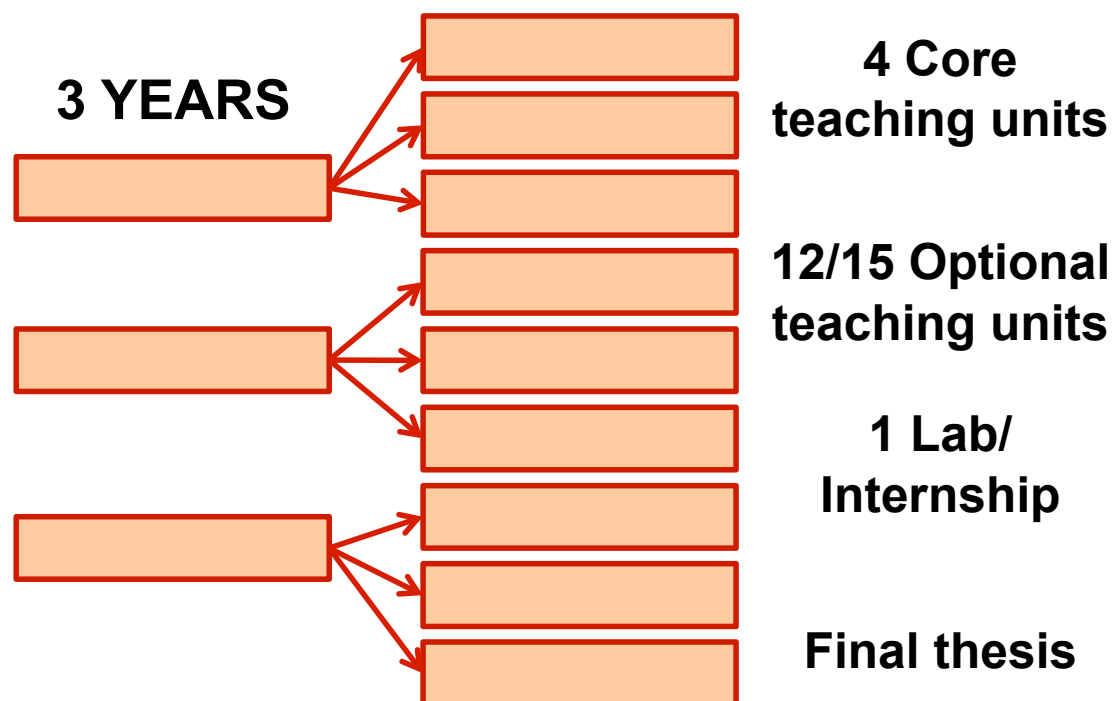 3 YEARS
4 Core
teaching units
12/15 Optional
teaching units
1 Lab/
Internship
Final thesis